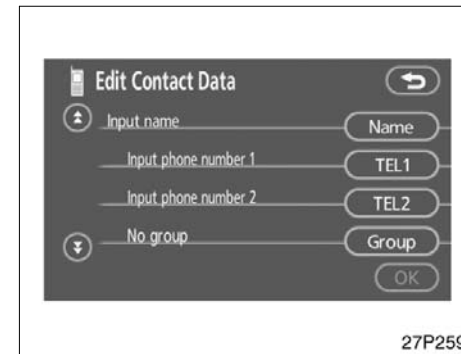 Edit Contact Data
Input name Name
Input phone number 1 TEL1
Input phone number 2 TEL2
No group Group
OK
27P259